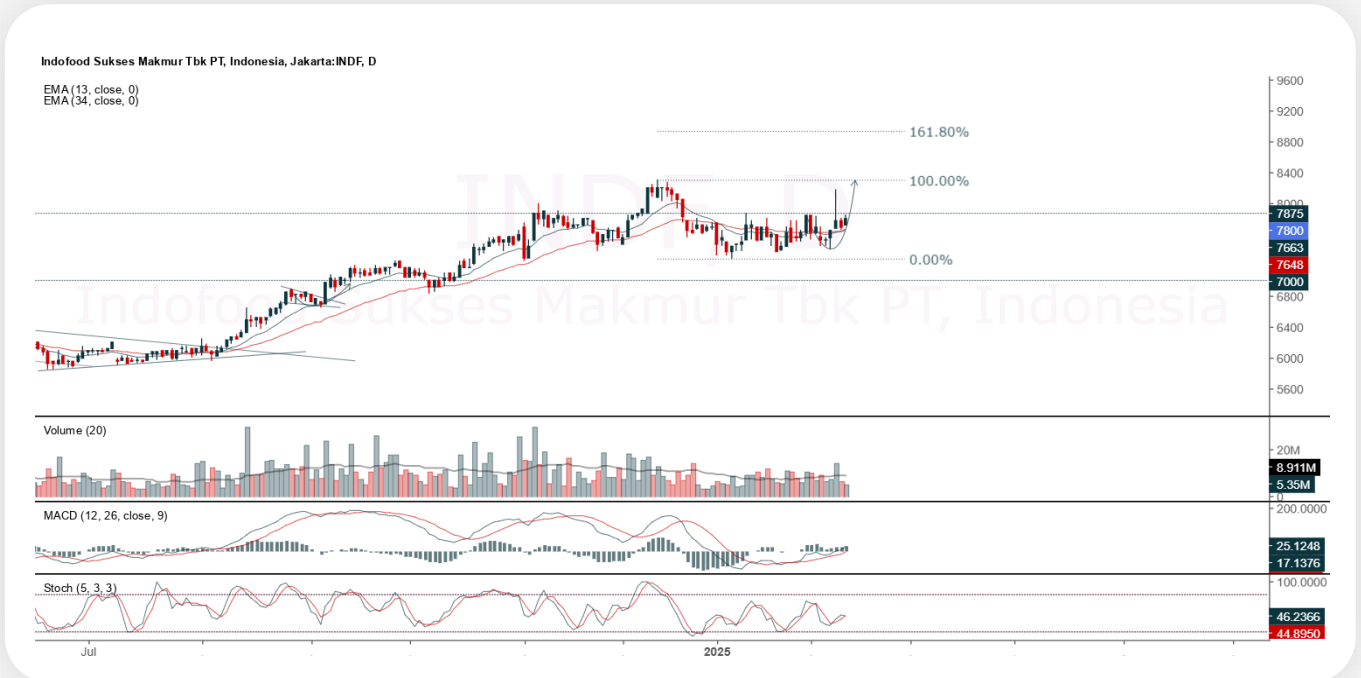 Indofood Sukses Makmur Tbk PT, Indonesia, Jakarta:INDF, D
EMA (13, close, 0)
EMA (34, close, 0)
INDF, D
Indofood Sukses Makmur Tbk PT, Indonesia
161.80%
100.00%
0.00%
9600
9200
8800
8400
8000
7875
7800
7663
7648
7000
6800
6400
6000
5600
Volume (20)
20M
8.911M
5.35M
0
MACD (12, 26, close, 9)
200.0000
25.1248
17.1376
Stoch (5, 3, 3)
100.0000
46.2366
44.8950
Jul
2025